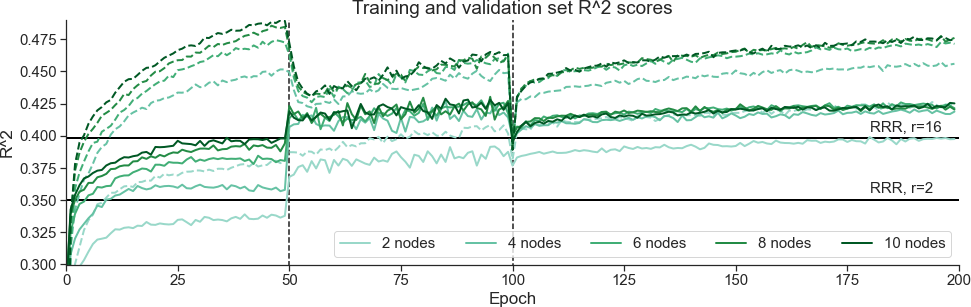 Training and validation set R^2 scores
R^2
0.475
0.450
0.425
0.400
0.375
0.350
0.325
0.300
RRR, r=16
RRR, r=2
2 nodes 4 nodes 6 nodes 8 nodes 10 nodes
0 25 50 75 100 125 150 175 200
Epoch